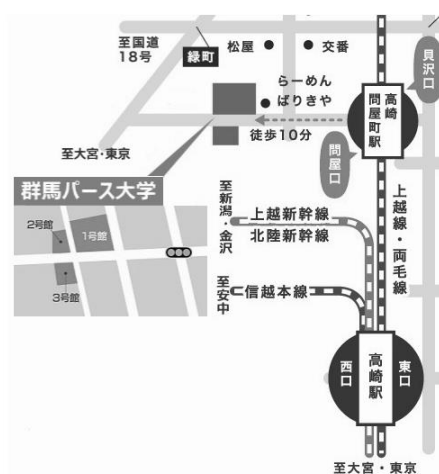 至国道
18号
緑町
松屋
交番
らーめん
ばりきや
徒歩10分
高崎
問屋町駅
貝沢口
問屋口
至大宮・東京
群馬パース大学
2号館
1号館
3号館
至新潟・金沢
上越新幹線
北陸新幹線
上越線・両毛線
至安中
信越本線
西口
高崎駅
東口
至大宮・東京